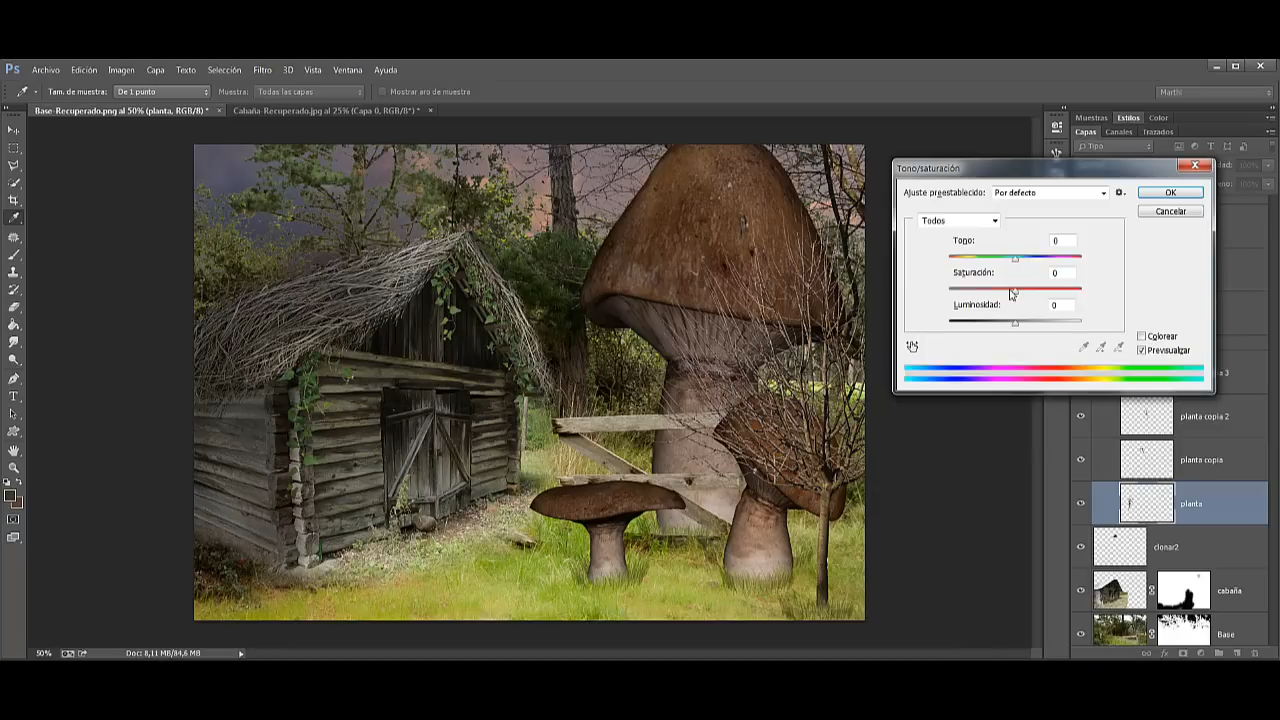 Ps Archivo Edición Imagen Capa Texto Selección Filtro 3D Vista Ventana Ayuda
Tam. de muestra: De 1 punto Muestra: Todas las capas Mostrar aro de muestra Marthi
Base-Recuperado.png al 50% (planta, RGB/8) * × Cabaña-Recuperado.jpg al 25% (Capa 0, RGB/8*) * ×
Muestras Estilos Color
Capas Canales Trazados
Tipo
Tono/saturación
Ajuste preestablecido: Por defecto OK
Cancelar
Todos
Tono: 0
Saturación: 0
Luminosidad: 0
Colorear
Previsualizar
planta copia 2
planta copia
planta
clonar2
cabaña
Base
50% Doc: 8,11 MB/84,6 MB